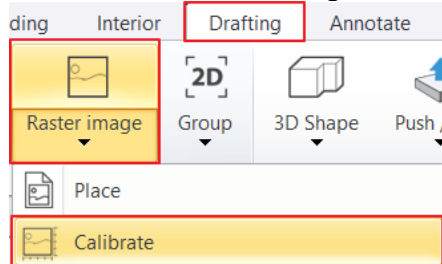 ding Interior Drafting Annotate
2D
Raster image Group 3D Shape Push
Place
Calibrate